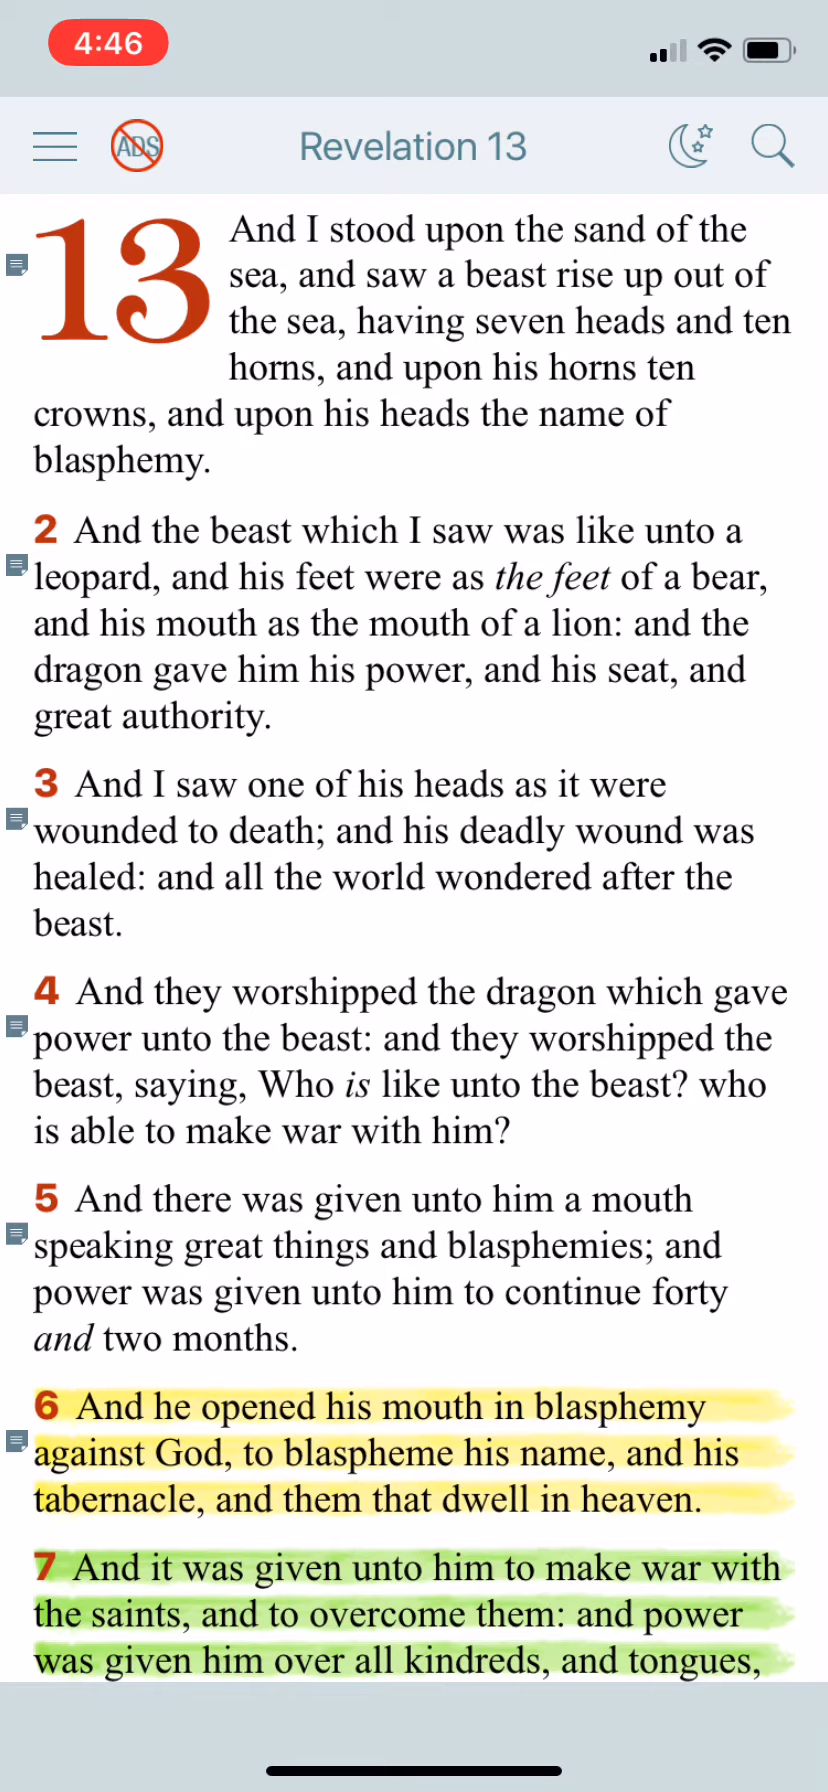 4:46
ADS
Revelation 13
13 And I stood upon the sand of the
sea, and saw a beast rise up out of
the sea, having seven heads and ten
horns, and upon his horns ten
crowns, and upon his heads the name of
blasphemy.
2 And the beast which I saw was like unto a
leopard, and his feet were as the feet of a bear,
and his mouth as the mouth of a lion: and the
dragon gave him his power, and his seat, and
great authority.
3 And I saw one of his heads as it were
wounded to death; and his deadly wound was
healed: and all the world wondered after the
beast.
4 And they worshipped the dragon which gave
power unto the beast: and they worshipped the
beast, saying, Who is like unto the beast? who
is able to make war with him?
5 And there was given unto him a mouth
speaking great things and blasphemies; and
power was given unto him to continue forty
and two months.
6 And he opened his mouth in blasphemy
against God, to blaspheme his name, and his
tabernacle, and them that dwell in heaven.
7 And it was given unto him to make war with
the saints, and to overcome them: and power
was given him over all kindreds, and tongues,